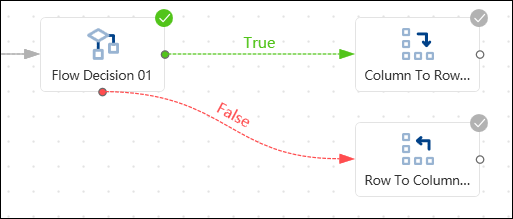 True
Flow Decision 01
Column To Row...
False
Row To Column...